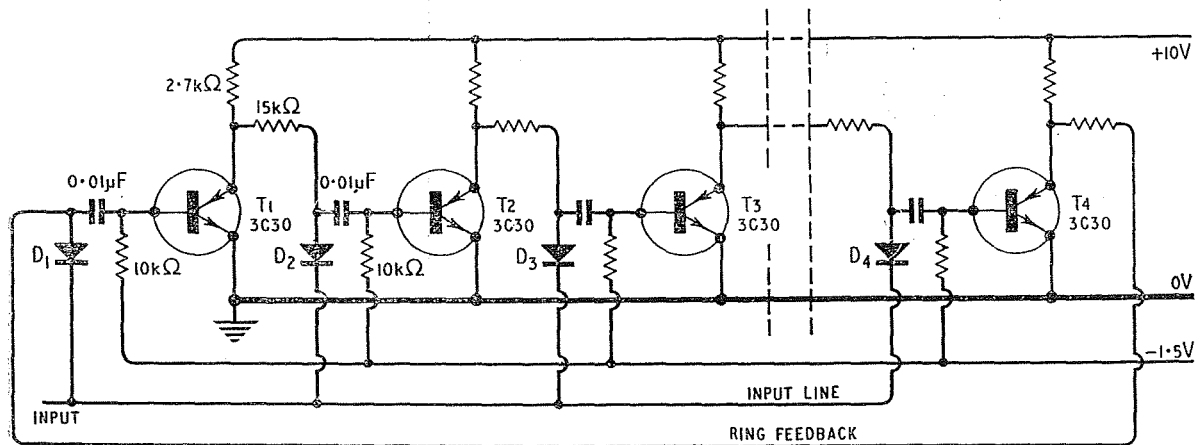 +10V
2·7kΩ
15kΩ
0·01µF
0·01µF
T1
3C30
T2
3C30
T3
3C30
T4
3C30
D1
10kΩ
D2
10kΩ
D3
D4
0V
-1·5V
INPUT
INPUT LINE
RING FEEDBACK